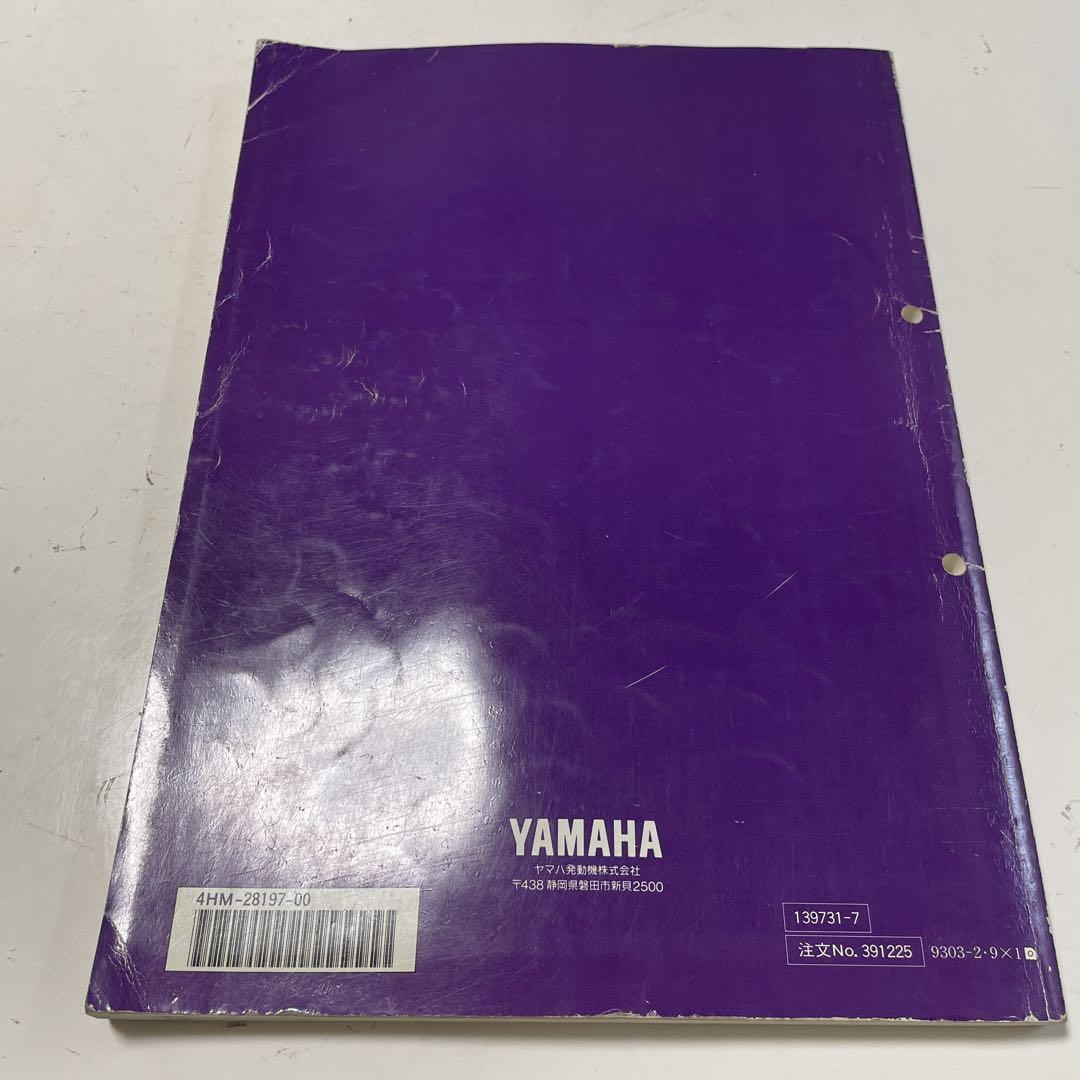 YAMAHA
ヤマハ発動機株式会社
〒438 静岡県磐田市新貝2500
4HM-28197-00
139731-7
注文No. 391225
9303-2・9×1 O